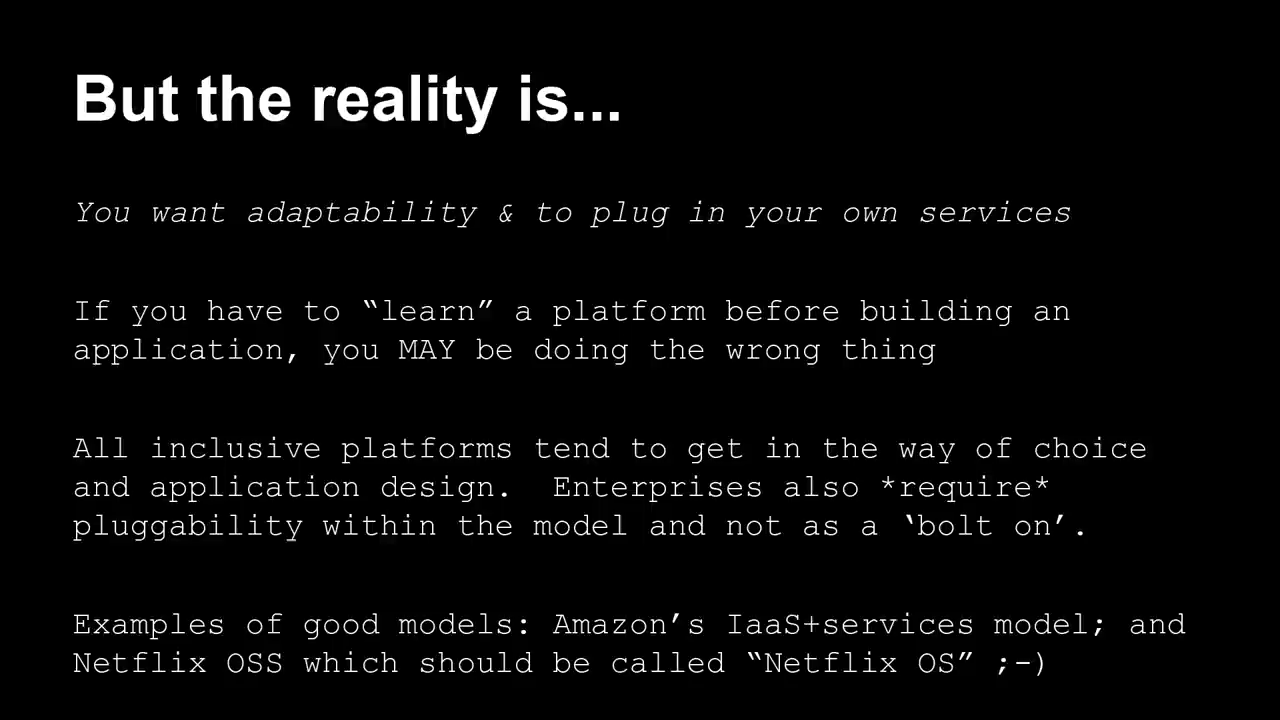 But the reality is...
You want adaptability & to plug in your own services
If you have to “learn” a platform before building an
application, you MAY be doing the wrong thing
All inclusive platforms tend to get in the way of choice
and application design.  Enterprises also *require*
pluggability within the model and not as a ‘bolt on’.
Examples of good models: Amazon’s IaaS+services model; and
Netflix OSS which should be called “Netflix OS” ;-)